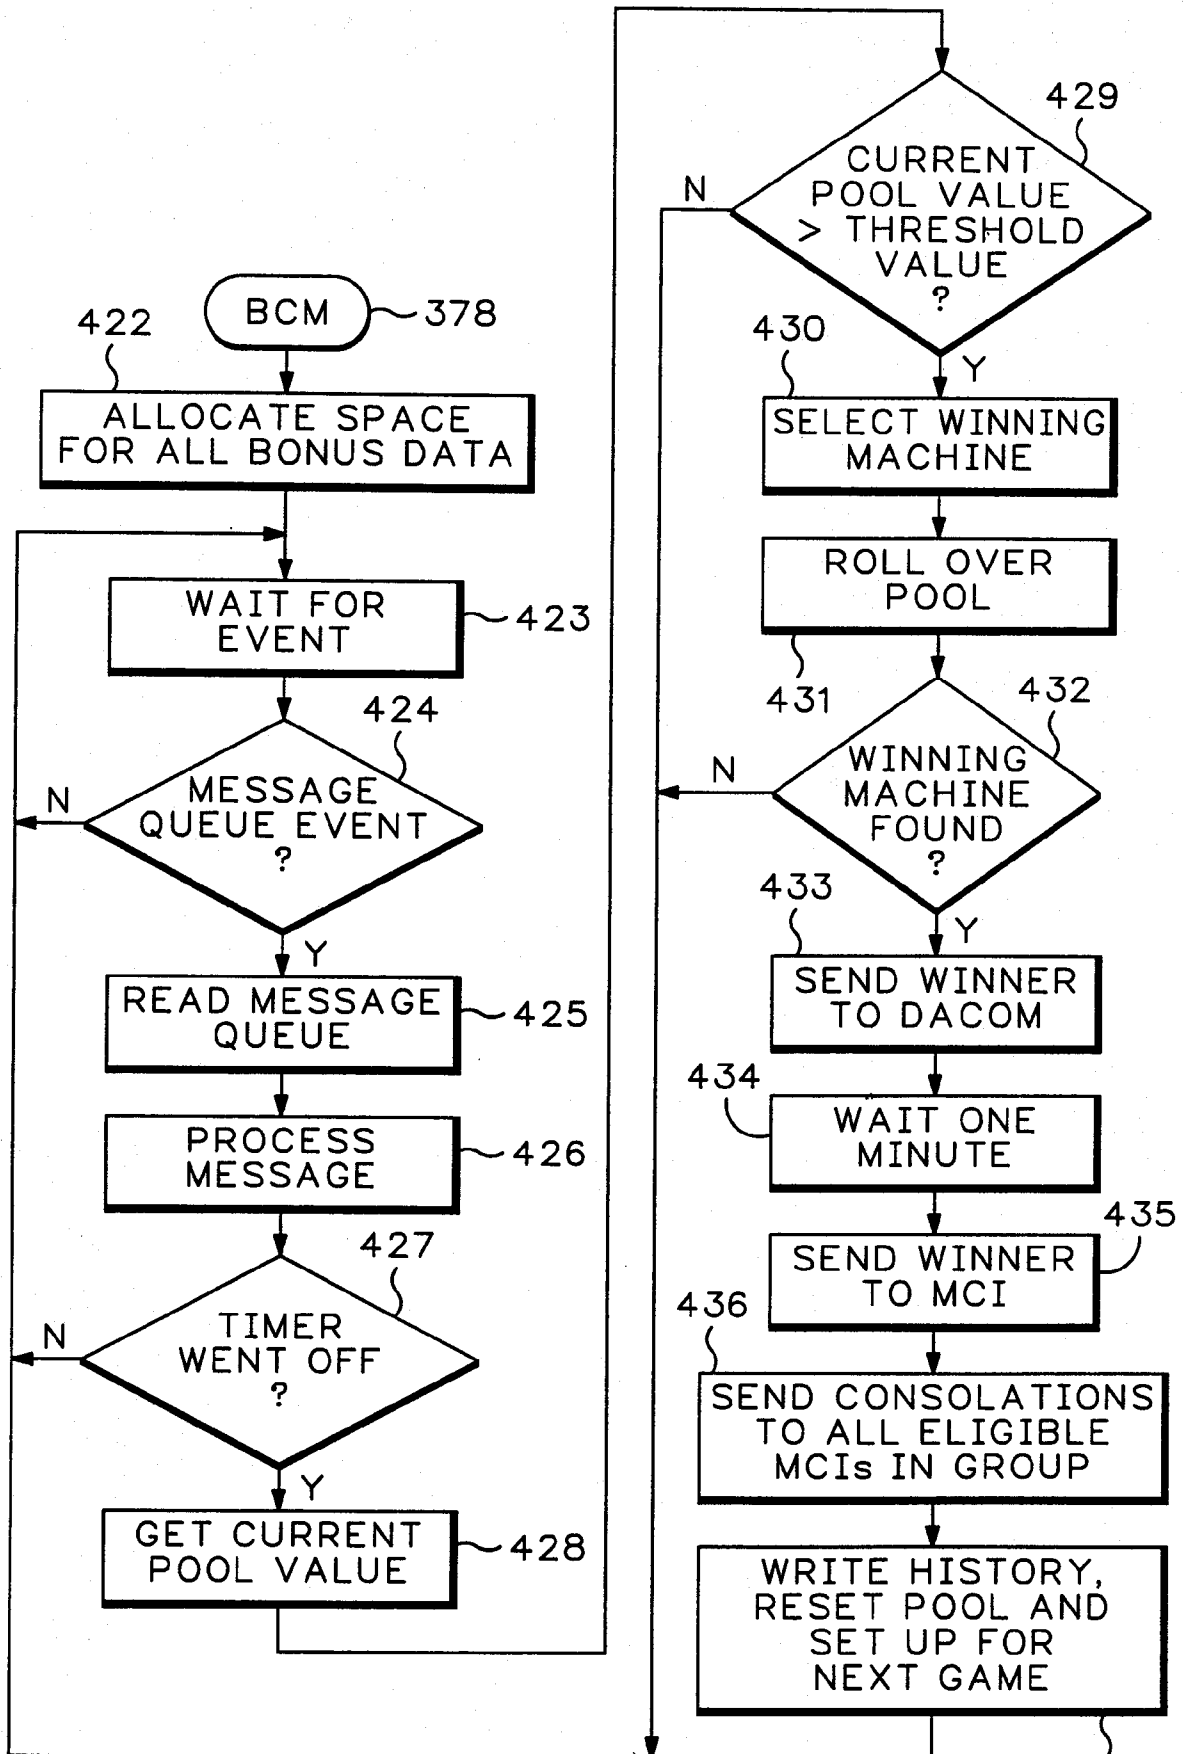 BCM
378
422
ALLOCATE SPACE
FOR ALL BONUS DATA
WAIT FOR
EVENT
423
424
MESSAGE
QUEUE EVENT
?
N
Y
READ MESSAGE
QUEUE
425
PROCESS
MESSAGE
426
427
TIMER
WENT OFF
?
N
Y
GET CURRENT
POOL VALUE
428
429
CURRENT
POOL VALUE
> THRESHOLD
VALUE
?
N
Y
430
SELECT WINNING
MACHINE
ROLL OVER
POOL
431
432
WINNING
MACHINE
FOUND
?
N
Y
433
SEND WINNER
TO DACOM
434
WAIT ONE
MINUTE
435
SEND WINNER
TO MCI
436
SEND CONSOLATIONS
TO ALL ELIGIBLE
MCIs IN GROUP
WRITE HISTORY,
RESET POOL AND
SET UP FOR
NEXT GAME